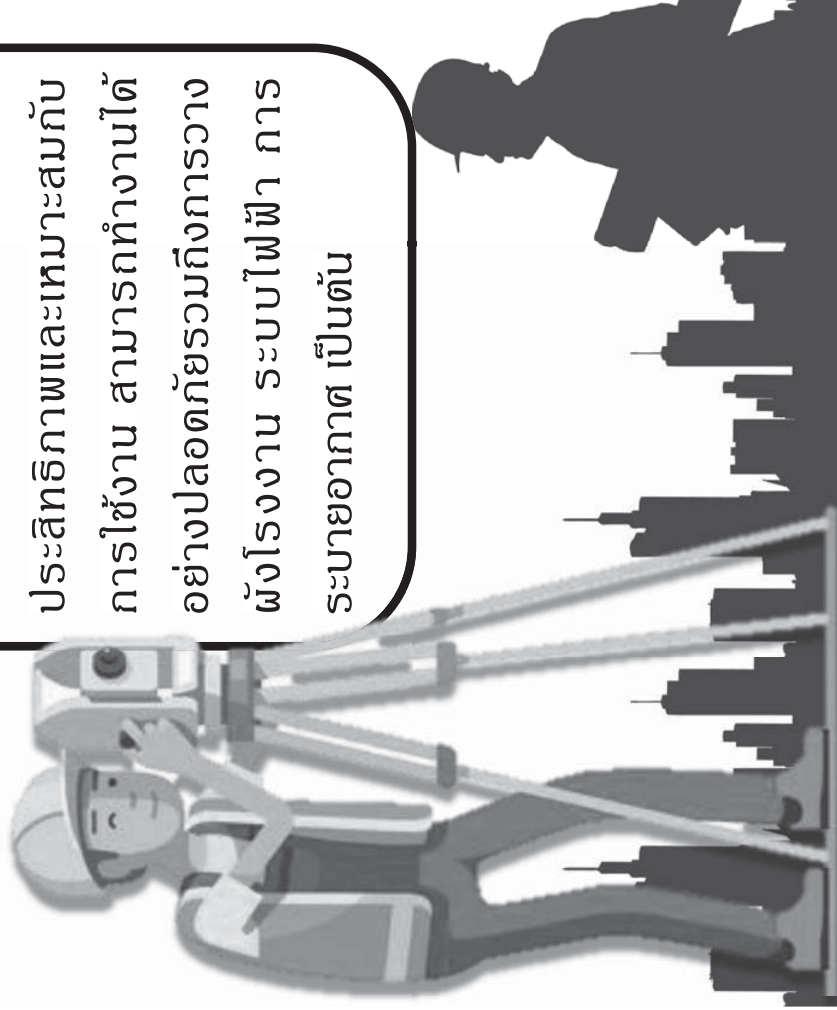 ประสิทธิภาพและเหมาะสมกับ
การใช้งาน สามารถทำงานได้
อย่างปลอดภัยรวมถึงการวาง
ผังโรงงาน ระบบไฟฟ้า การ
ระบายอากาศ เป็นต้น